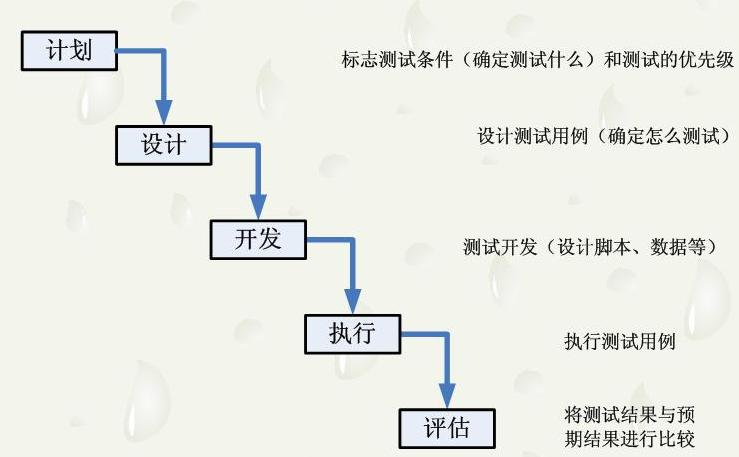 计划
标志测试条件（确定测试什么）和测试的优先级
设计
设计测试用例（确定怎么测试）
开发
测试开发（设计脚本、数据等）
执行
执行测试用例
评估
将测试结果与预
期结果进行比较